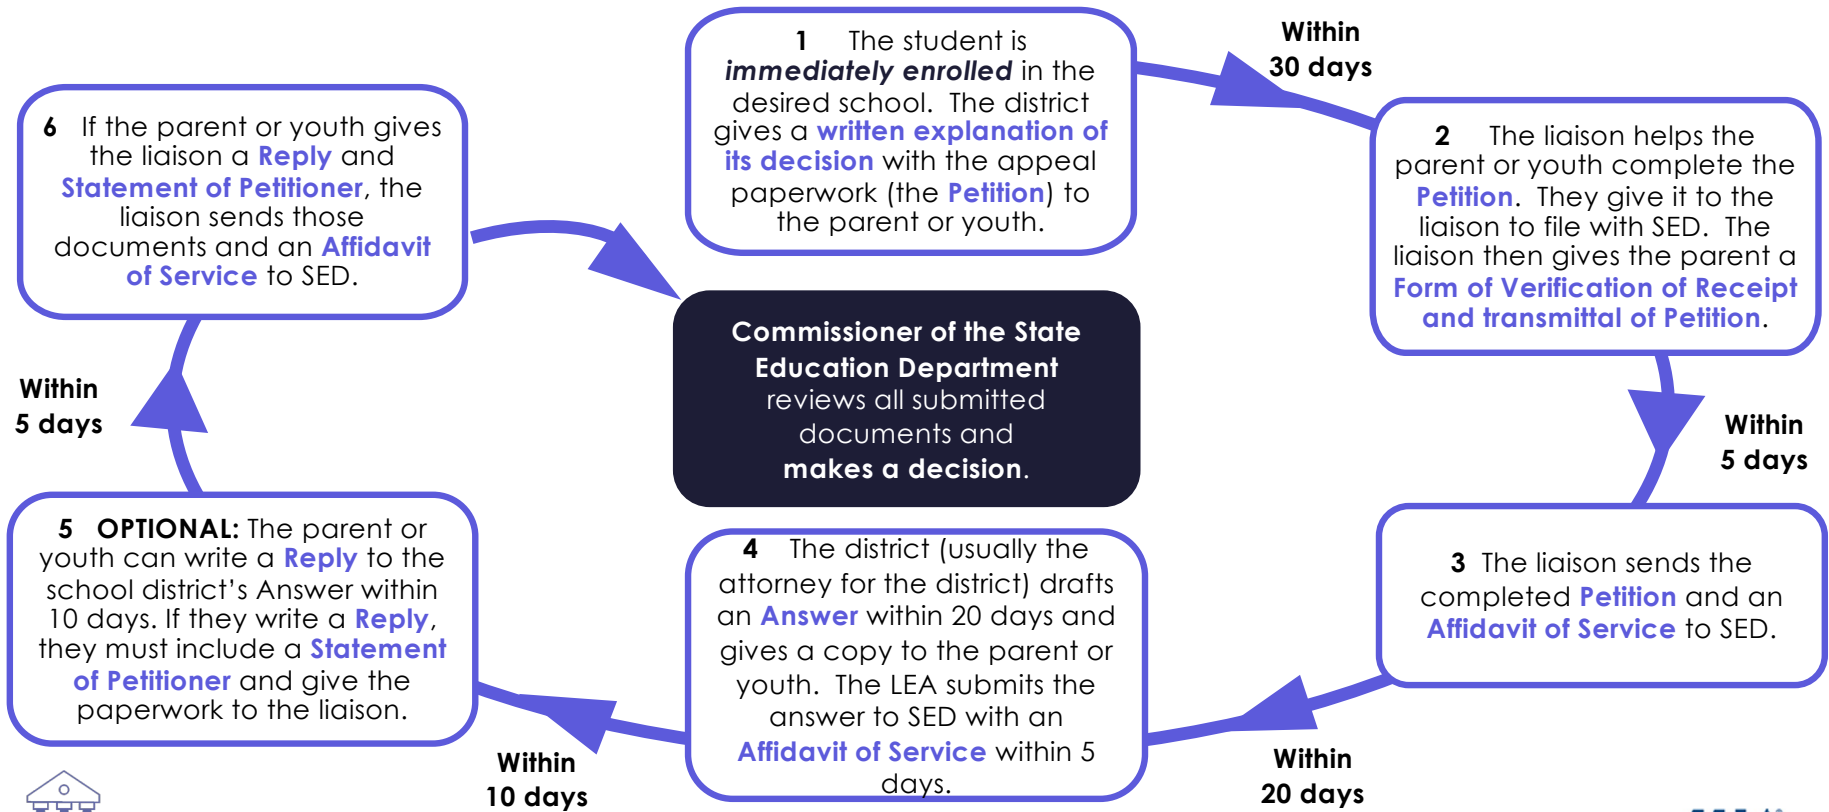 1 The student is
immediately enrolled in the
desired school. The district
gives a written explanation of
its decision with the appeal
paperwork (the Petition) to
the parent or youth.
Within
30 days
2 The liaison helps the
parent or youth complete the
Petition. They give it to the
liaison to file with SED. The
liaison then gives the parent a
Form of Verification of Receipt
and transmittal of Petition.
Within
5 days
3 The liaison sends the
completed Petition and an
Affidavit of Service to SED.
Within
20 days
4 The district (usually the
attorney for the district) drafts
an Answer within 20 days and
gives a copy to the parent or
youth. The LEA submits the
answer to SED with an
Affidavit of Service within 5
days.
Within
10 days
5 OPTIONAL: The parent or
youth can write a Reply to the
school district's Answer within
10 days. If they write a Reply,
they must include a Statement
of Petitioner and give the
paperwork to the liaison.
Within
5 days
6 If the parent or youth gives
the liaison a Reply and
Statement of Petitioner, the
liaison sends those
documents and an Affidavit
of Service to SED.
Commissioner of the State
Education Department
reviews all submitted
documents and
makes a decision.